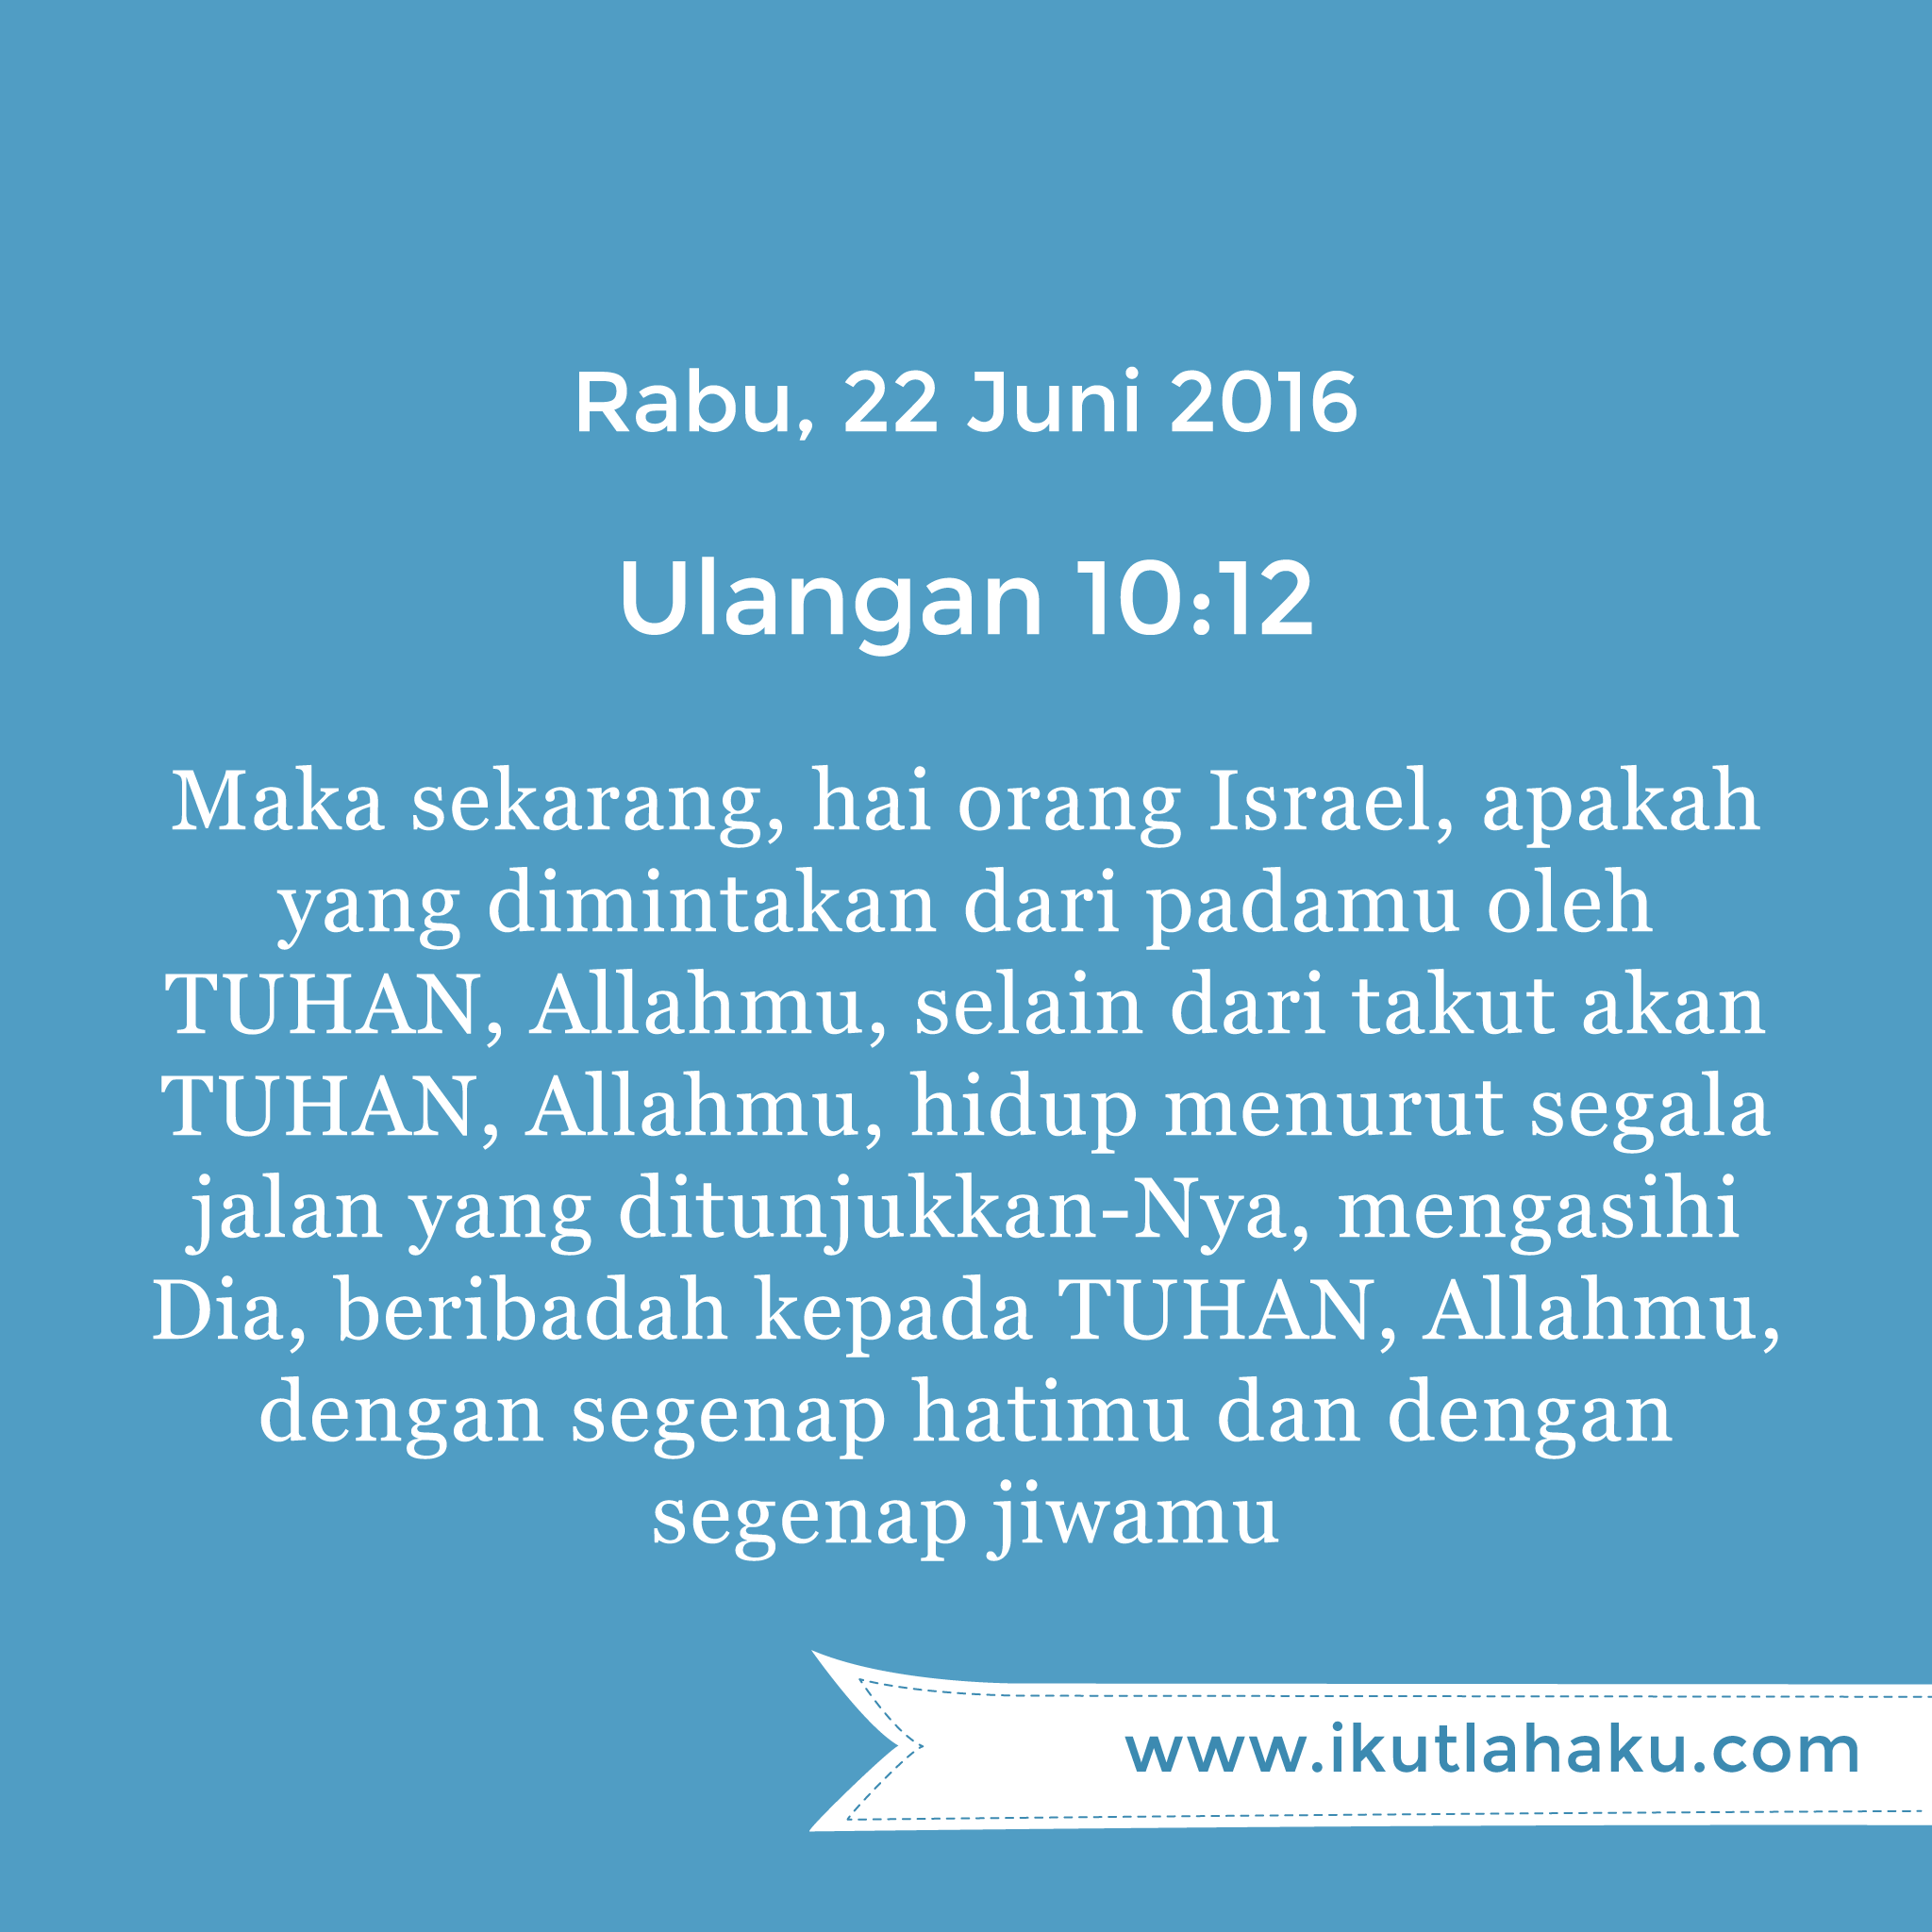 Rabu, 22 Juni 2016
Ulangan 10:12
Maka sekarang, hai orang Israel, apakah
yang dimintakan dari padamu oleh
TUHAN, Allahmu, selain dari takut akan
TUHAN, Allahmu, hidup menurut segala
jalan yang ditunjukkan-Nya, mengasihi
Dia, beribadah kepada TUHAN, Allahmu,
dengan segenap hatimu dan dengan
segenap jiwamu
www.ikutlahaku.com